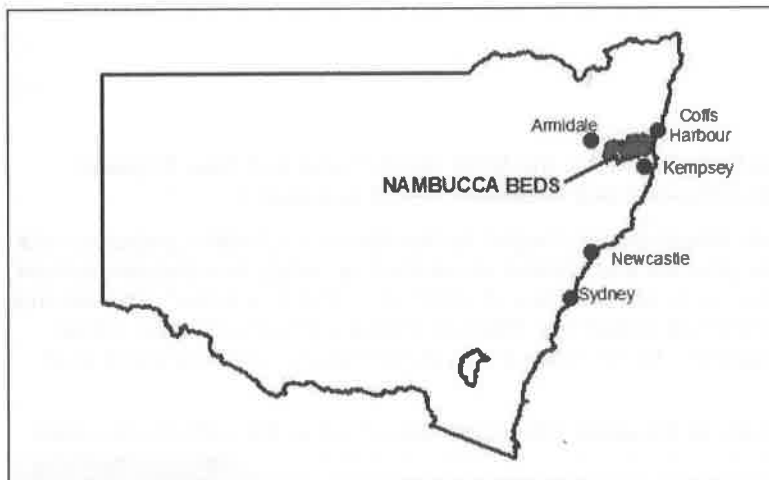 Armidale
Coffs
Harbour
NAMBUCCA BEDS
Kempsey
Newcastle
Sydney